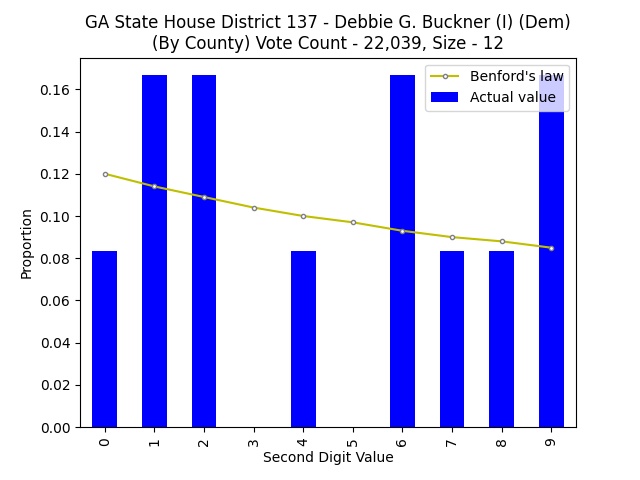 GA State House District 137 - Debbie G. Buckner (I) (Dem)
(By County) Vote Count - 22,039, Size - 12
Benford's law
Actual value
0.16
0.14
0.12
0.10
0.08
0.06
0.04
0.02
0.00
Proportion
0 1 2 3 4 5 6 7 8 9
Second Digit Value